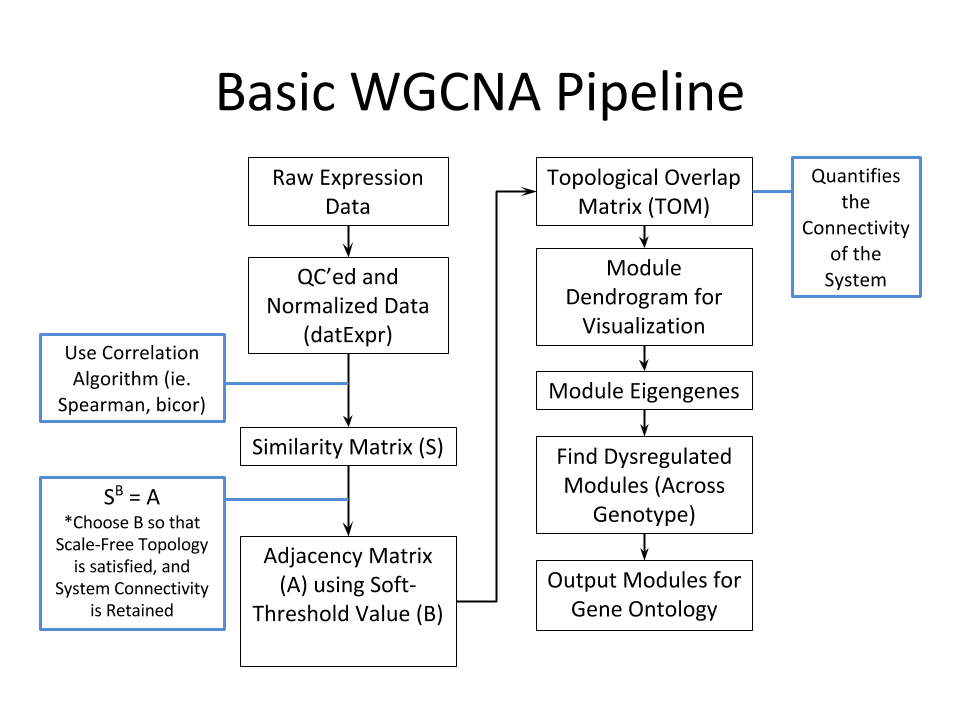 Basic WGCNA Pipeline
Raw Expression
Data
QC’ed and
Normalized Data
(datExpr)
Use Correlation
Algorithm (ie.
Spearman, bicor)
Similarity Matrix (S)
S^B = A
*Choose B so that
Scale-Free Topology
is satisfied, and
System Connectivity
is Retained
Adjacency Matrix
(A) using Soft-
Threshold Value (B)
Topological Overlap
Matrix (TOM)
Quantifies
the
Connectivity
of the
System
Module
Dendrogram for
Visualization
Module Eigengenes
Find Dysregulated
Modules (Across
Genotype)
Output Modules for
Gene Ontology